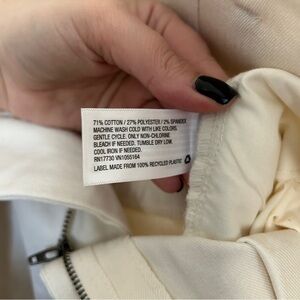 71% COTTON / 27% POLYESTER / 2% SPANDEX
MACHINE WASH COLD WITH LIKE COLORS.
GENTLE CYCLE. ONLY NON-CHLORINE
BLEACH IF NEEDED. TUMBLE DRY LOW.
COOL IRON IF NEEDED.
RN17730 VN1055164
LABEL MADE FROM 100% RECYCLED PLASTIC